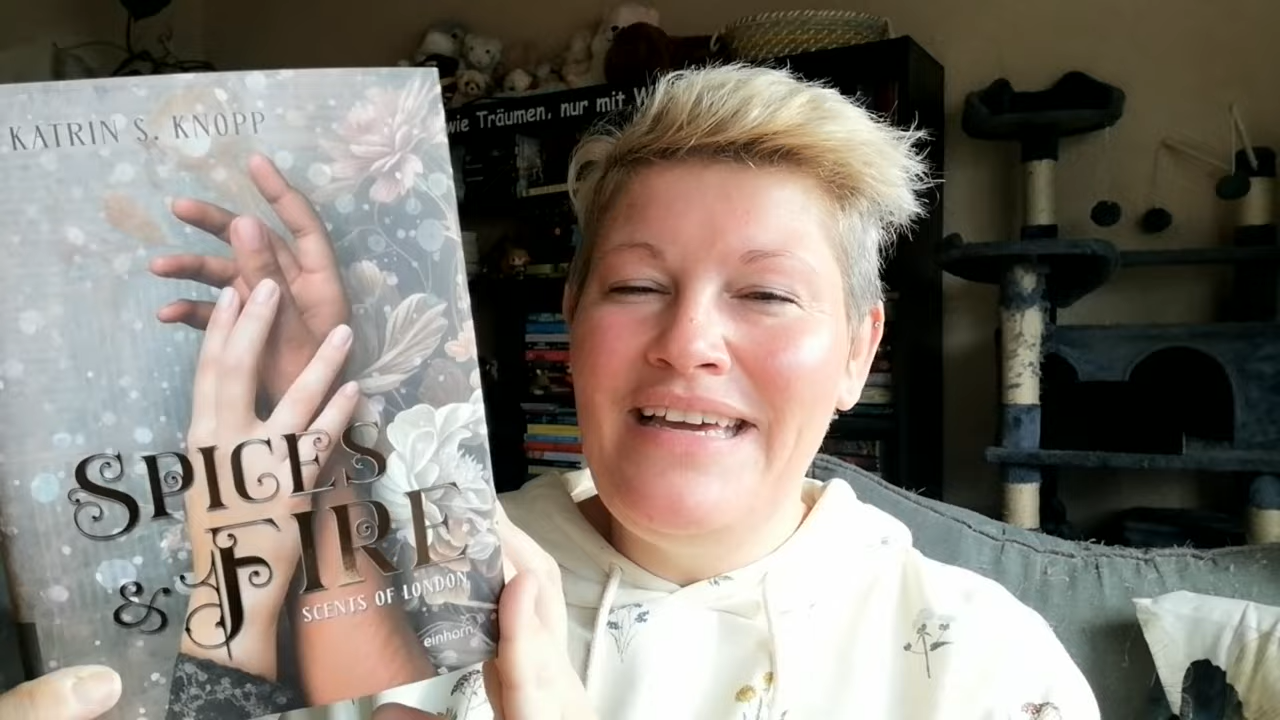 KATRIN S. KNOPP
wie Träumen, nur mit
SPICES
& FIRE
SCENTS OF LONDON
einhorn